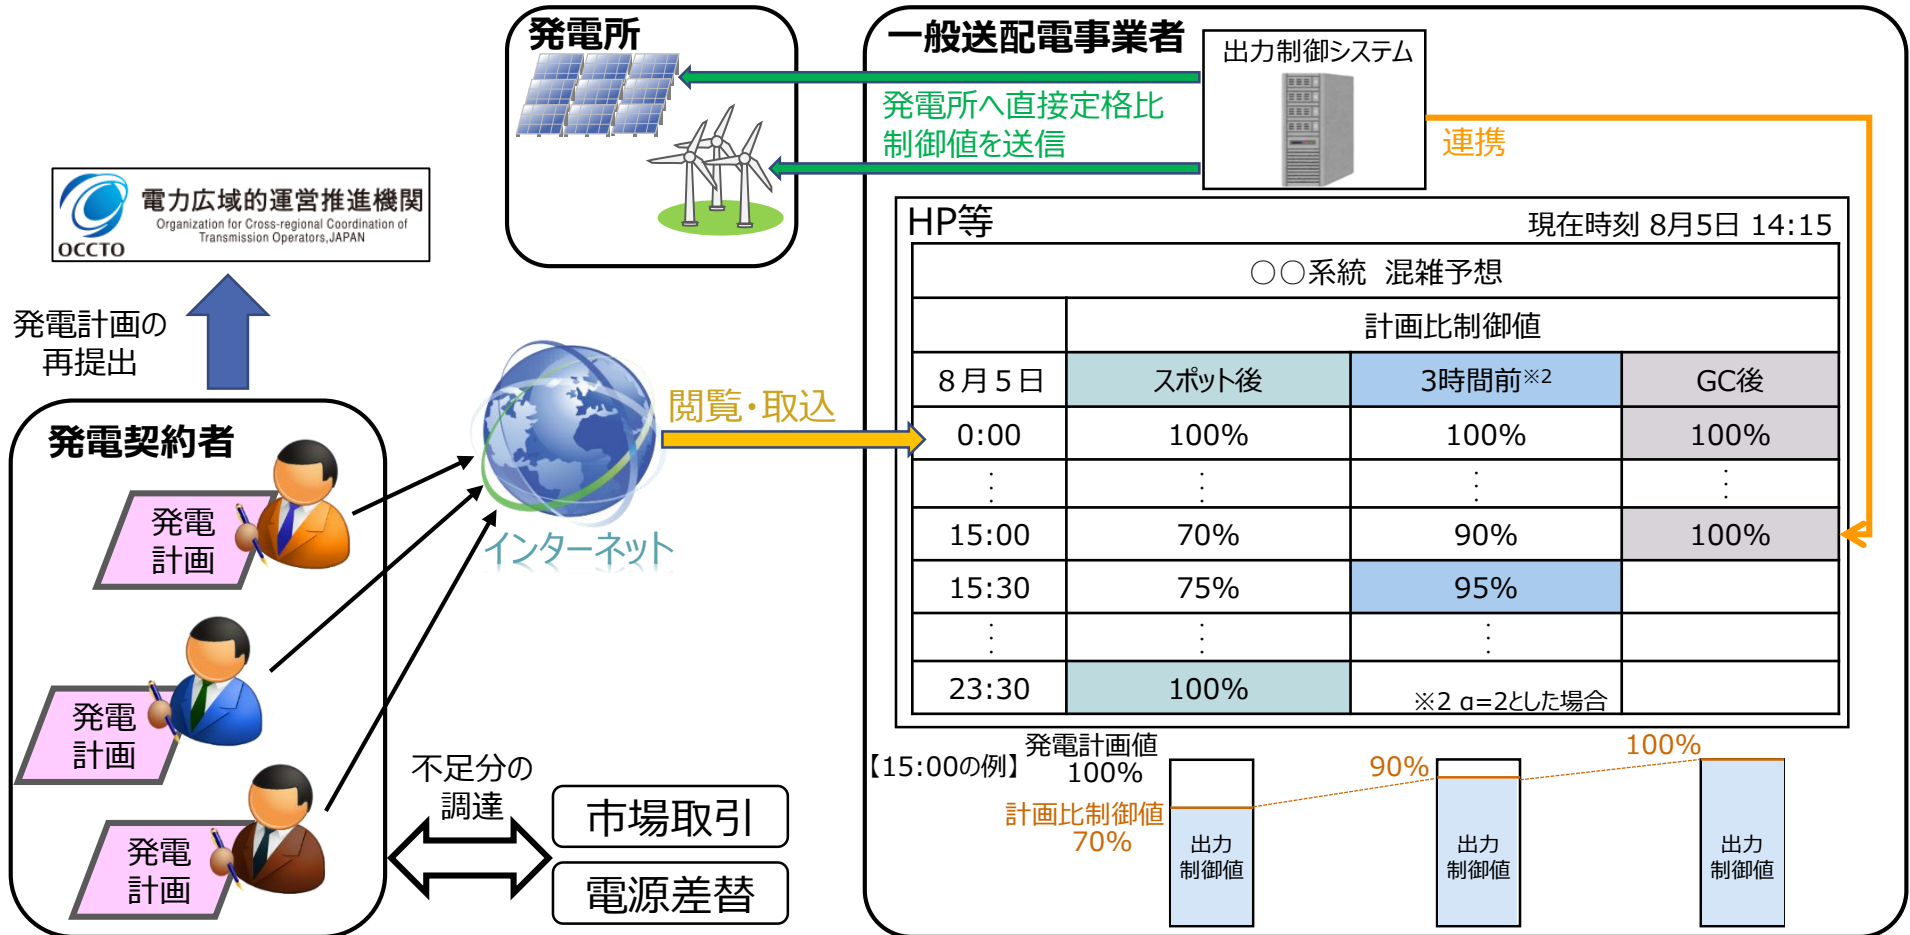 発電所
一般送配電事業者
出力制御システム
発電所へ直接定格比
制御値を送信
連携
電力広域的運営推進機関
Organization for Cross-regional Coordination of
Transmission Operators,JAPAN
OCCTO
発電計画の
再提出
HP等
現在時刻 8月5日 14:15
○○系統 混雑予想
計画比制御値
8月5日 スポット後 3時間前※2 GC後
0:00 100% 100% 100%
⋮ ⋮ ⋮ ⋮
15:00 70% 90% 100%
15:30 75% 95%
⋮ ⋮ ⋮
23:30 100% ※2 α=2とした場合
閲覧・取込
インターネット
発電契約者
発電
計画
発電
計画
発電
計画
不足分の
調達
市場取引
電源差替
【15:00の例】
発電計画値
100%
計画比制御値
70%
90%
100%
出力
制御値
出力
制御値
出力
制御値